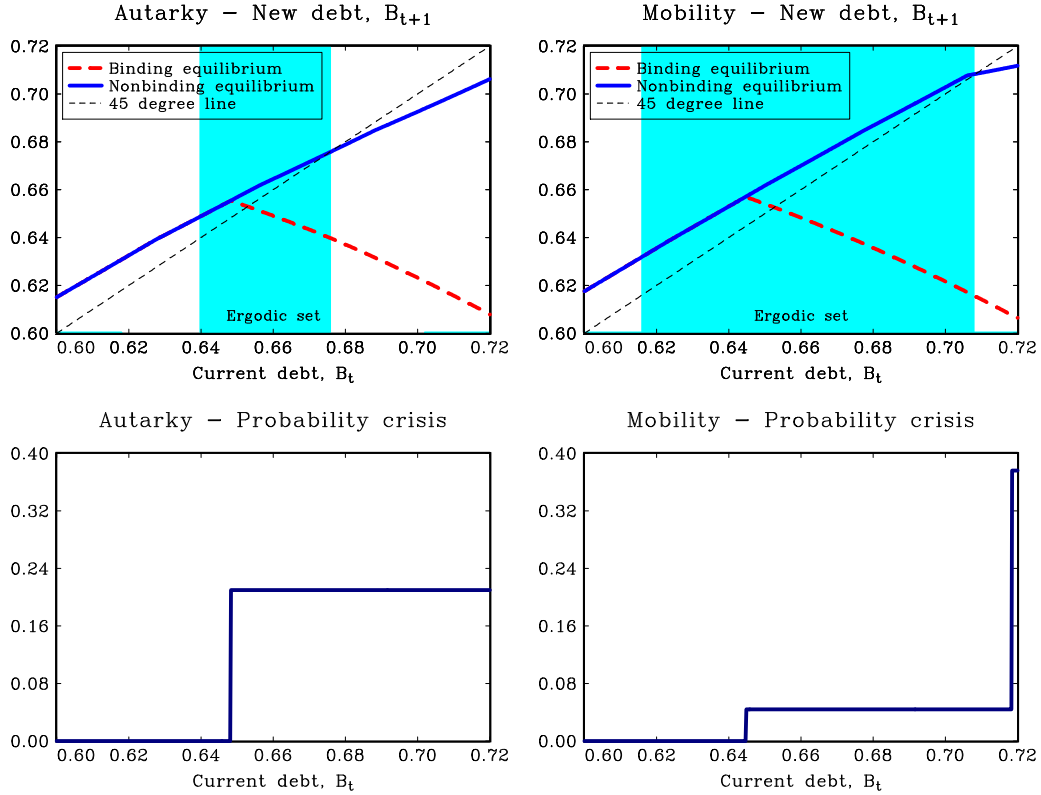 Autarky − New debt, B_{t+1}
0.72
0.70
0.68
0.66
0.64
0.62
0.60
Binding equilibrium
Nonbinding equilibrium
45 degree line
Ergodic set
0.60 0.62 0.64 0.66 0.68 0.70 0.72
Current debt, B_t
Mobility − New debt, B_{t+1}
0.72
0.70
0.68
0.66
0.64
0.62
0.60
Binding equilibrium
Nonbinding equilibrium
45 degree line
Ergodic set
0.60 0.62 0.64 0.66 0.68 0.70 0.72
Current debt, B_t
Autarky − Probability crisis
0.40
0.32
0.24
0.16
0.08
0.00
0.60 0.62 0.64 0.66 0.68 0.70 0.72
Current debt, B_t
Mobility − Probability crisis
0.40
0.32
0.24
0.16
0.08
0.00
0.60 0.62 0.64 0.66 0.68 0.70 0.72
Current debt, B_t